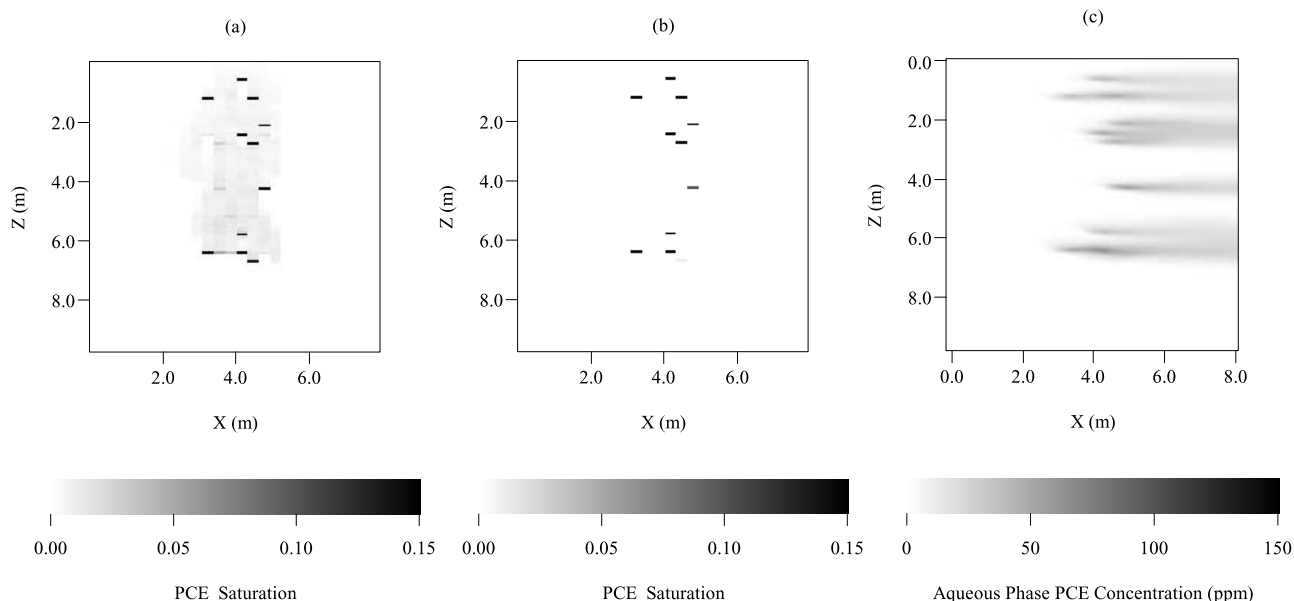 (a)
(b)
(c)
Z (m)
2.0
4.0
6.0
8.0
2.0 4.0 6.0
X (m)
Z (m)
2.0
4.0
6.0
8.0
2.0 4.0 6.0
X (m)
Z (m)
0.0
2.0
4.0
6.0
8.0
0.0 2.0 4.0 6.0 8.0
X (m)
0.00 0.05 0.10 0.15
PCE Saturation
0.00 0.05 0.10 0.15
PCE Saturation
0 50 100 150
Aqueous Phase PCE Concentration (ppm)